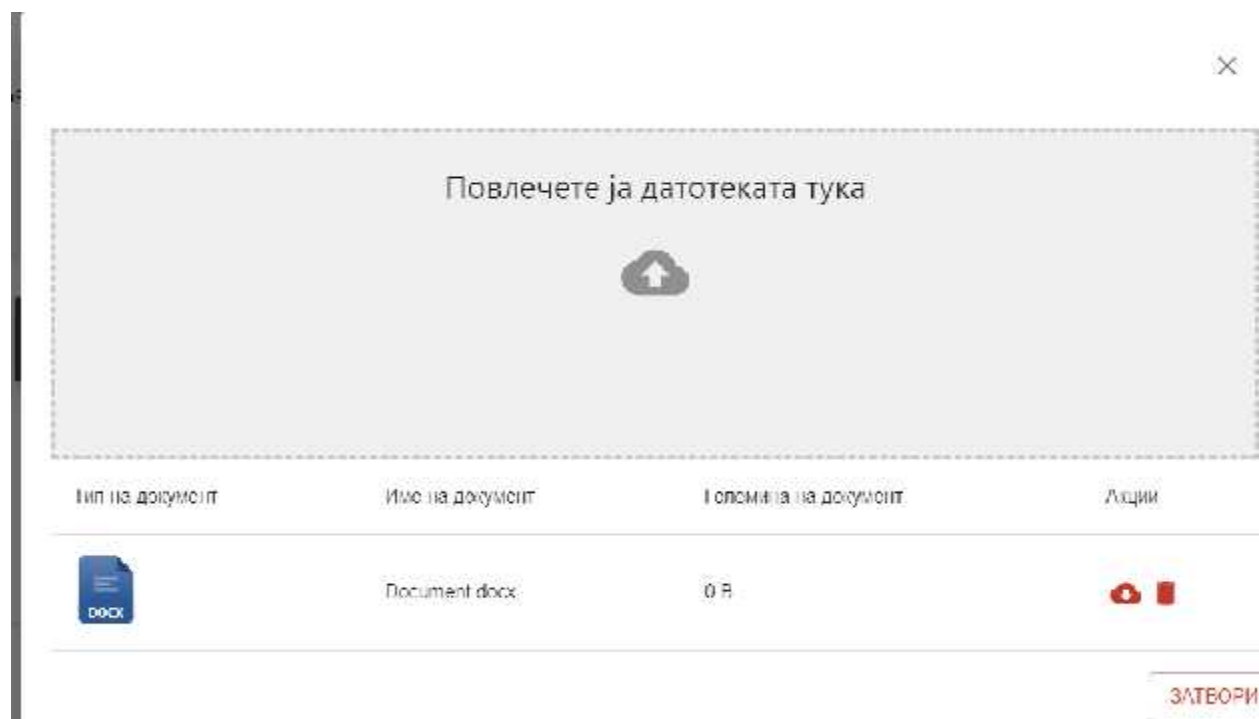 Повлечете ја датотеката тука
Тип на документ Име на документ Големина на документ Акции
DOCX Document.docx 0 B
ЗАТВОРИ